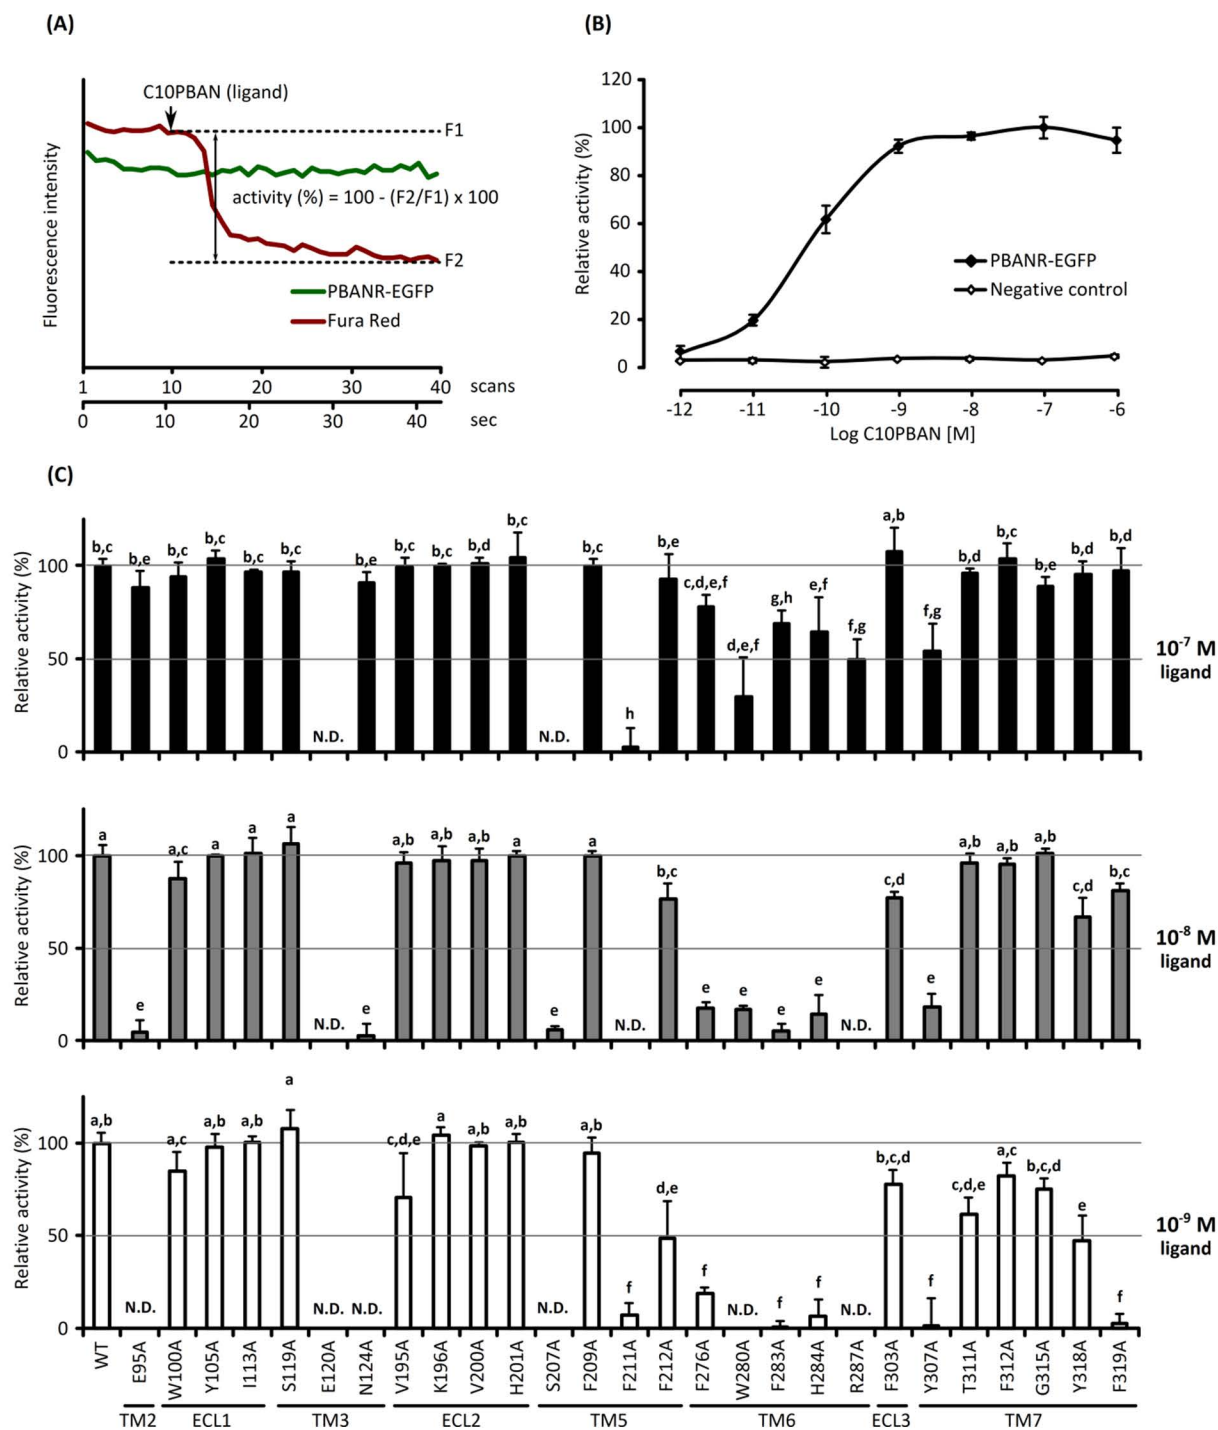 (A)
C10PBAN (ligand)
F1
activity (%) = 100 - (F2/F1) x 100
F2
PBANR-EGFP
Fura Red
Fluorescence intensity
1 10 20 30 40 scans
0 10 20 30 40 sec
(B)
120
100
80
60
40
20
0
Relative activity (%)
PBANR-EGFP
Negative control
-12 -11 -10 -9 -8 -7 -6
Log C10PBAN [M]
(C)
Relative activity (%)
100
50
0
b,c b,e b,c b,c b,c b,c N.D. b,e b,c b,c b,d b,c N.D. b,c h b,e c,d,e,f d,e,f g,h e,f f,g a,b f,g b,d b,c b,e b,d b,d
10⁻⁷ M
ligand
Relative activity (%)
100
50
0
a e a,c a a a N.D. e a,b a,b a,b a e a N.D. b,c e e e e N.D. c,d e a,b a,b a,b c,d b,c
10⁻⁸ M
ligand
Relative activity (%)
100
50
0
a,b N.D. a,c a,b a,b a N.D. N.D. c,d,e a a,b a,b N.D. a,b f d,e f N.D. f f N.D. b,c,d f c,d,e a,c b,c,d e f
10⁻⁹ M
ligand
WT E95A W100A Y105A I113A S119A E120A N124A V195A K196A V200A H201A S207A F209A F211A F212A F276A W280A F283A H284A R287A F303A Y307A T311A F312A G315A Y318A F319A
TM2 ECL1 TM3 ECL2 TM5 TM6 ECL3 TM7